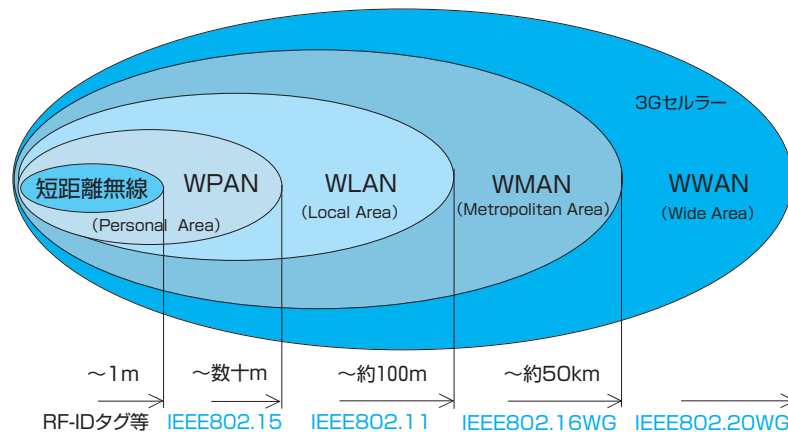 3Gセルラー
短距離無線
WPAN
(Personal Area)
WLAN
(Local Area)
WMAN
(Metropolitan Area)
WWAN
(Wide Area)
～1m
～数十m
～約100m
～約50km
RF-IDタグ等
IEEE802.15
IEEE802.11
IEEE802.16WG
IEEE802.20WG